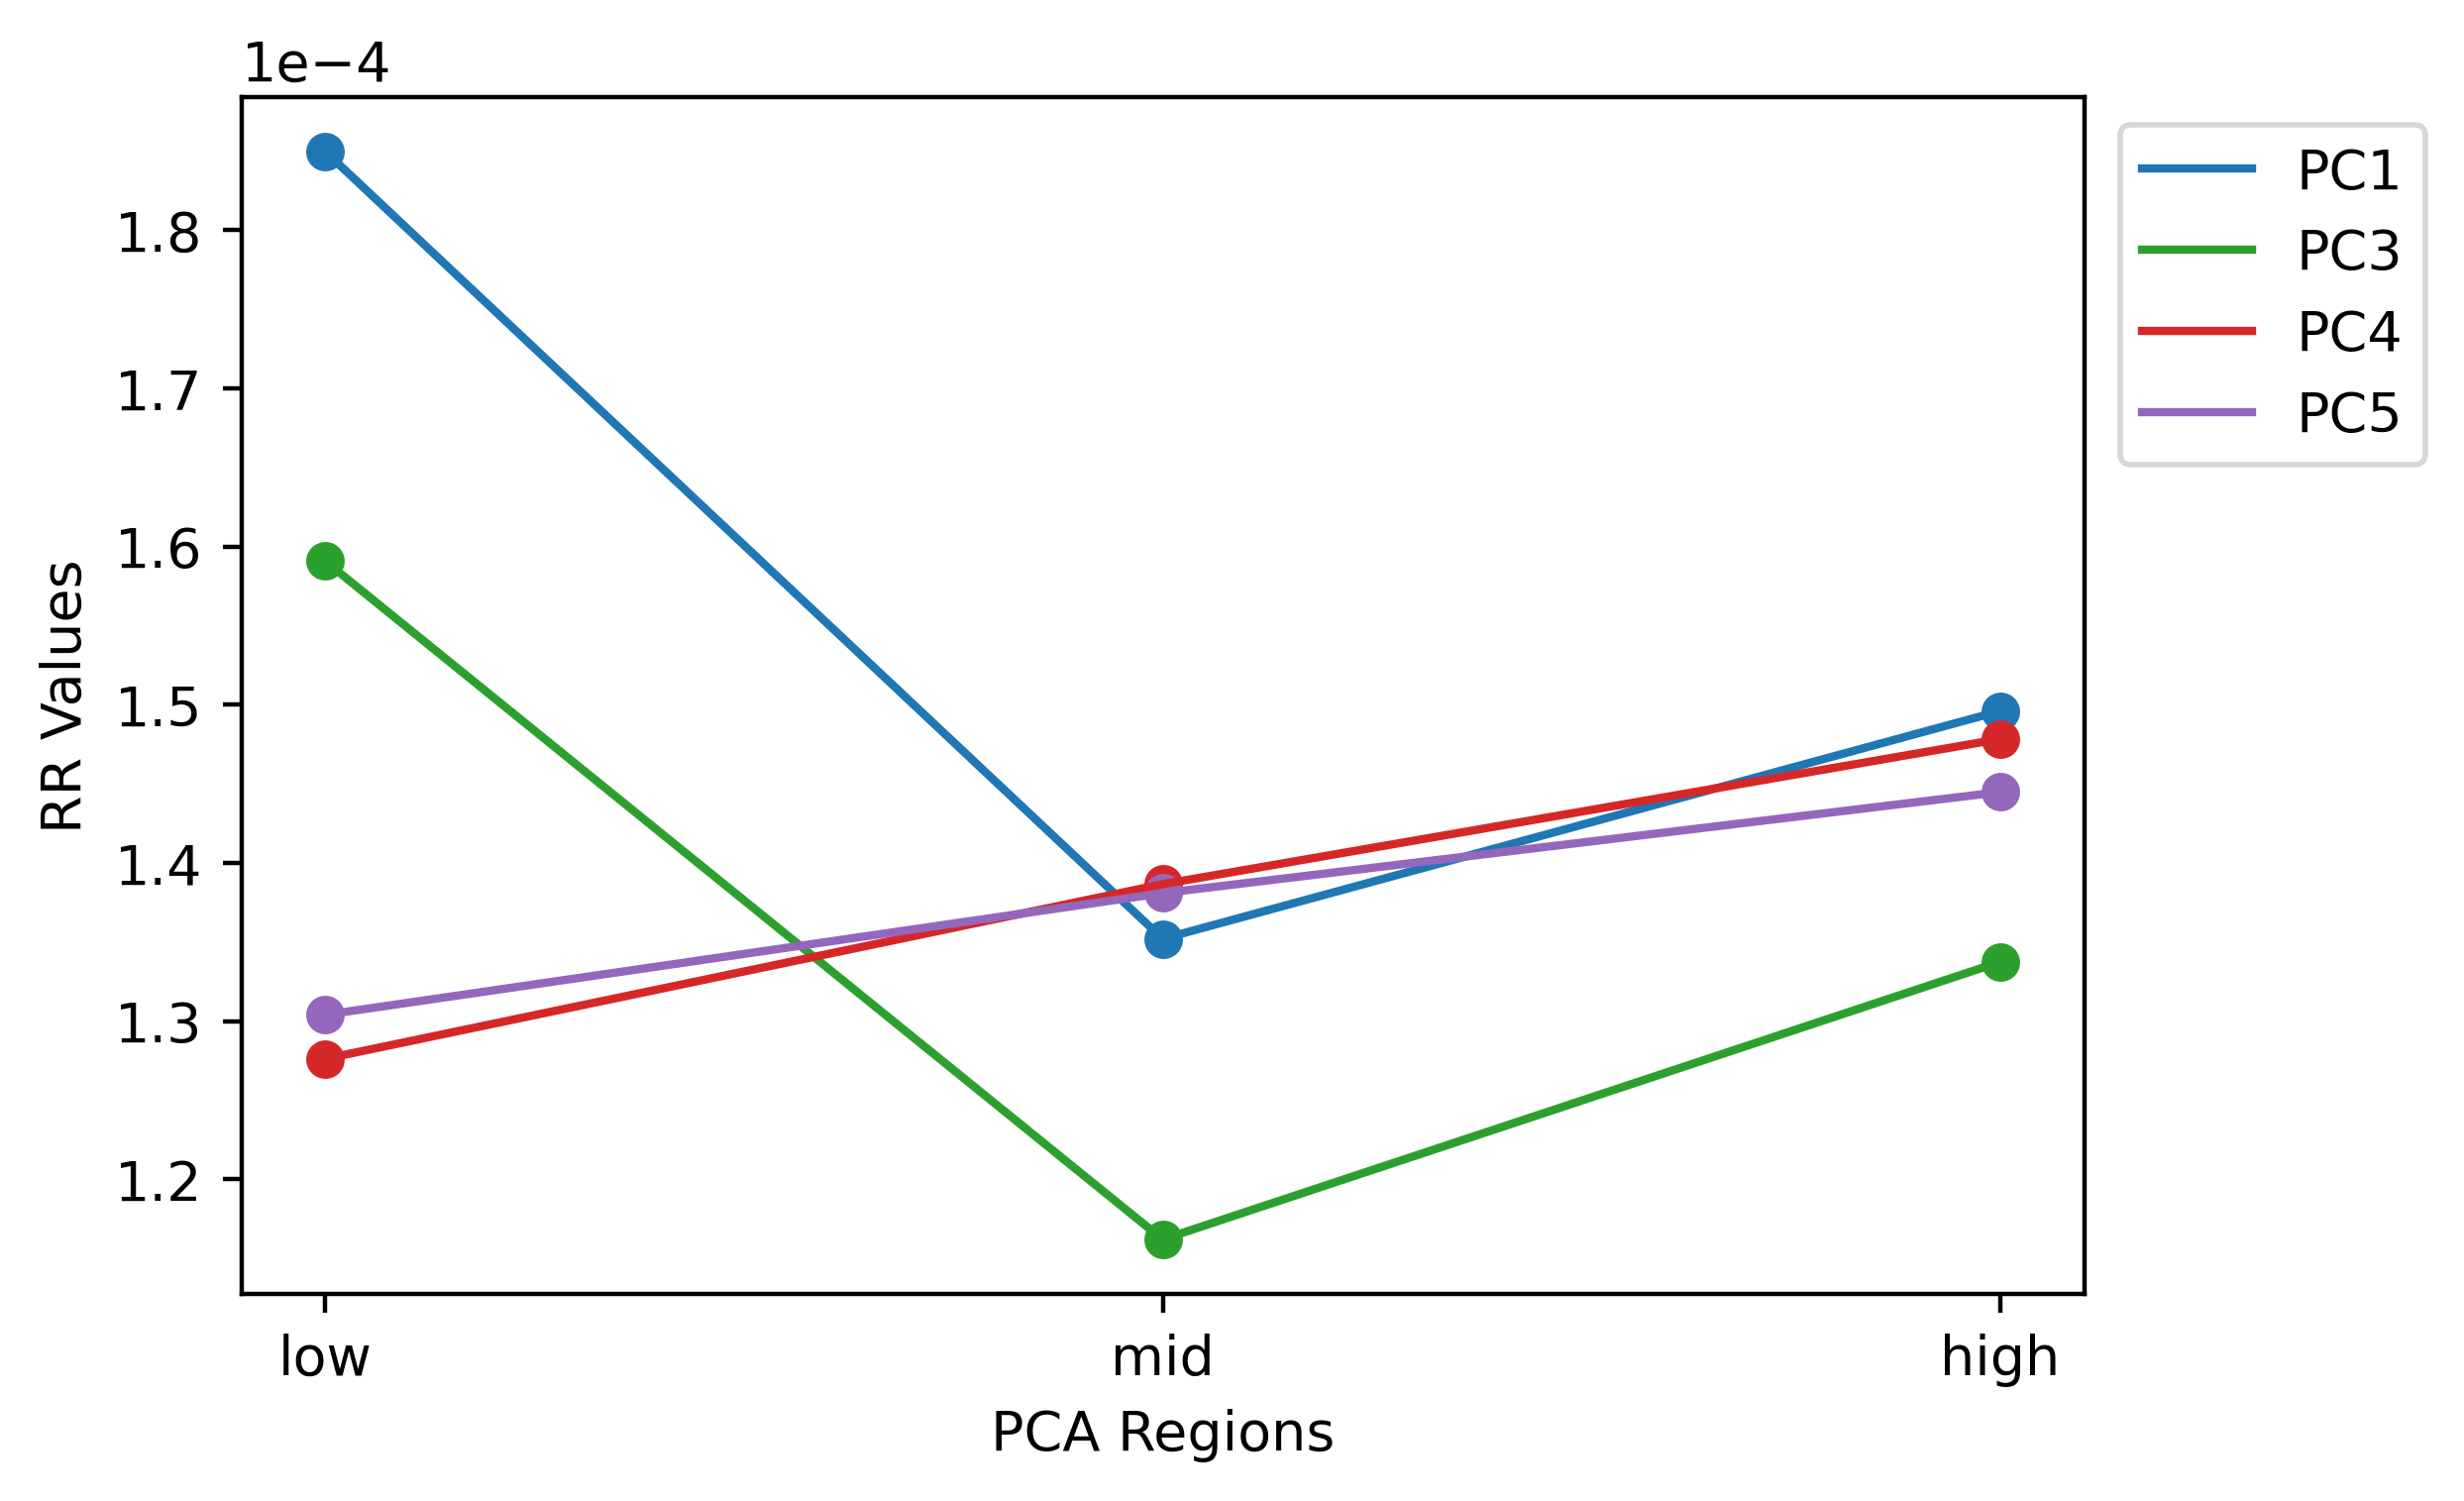 1e−4
1.8
1.7
1.6
1.5
1.4
1.3
1.2
RR Values
low
mid
high
PCA Regions
PC1
PC3
PC4
PC5